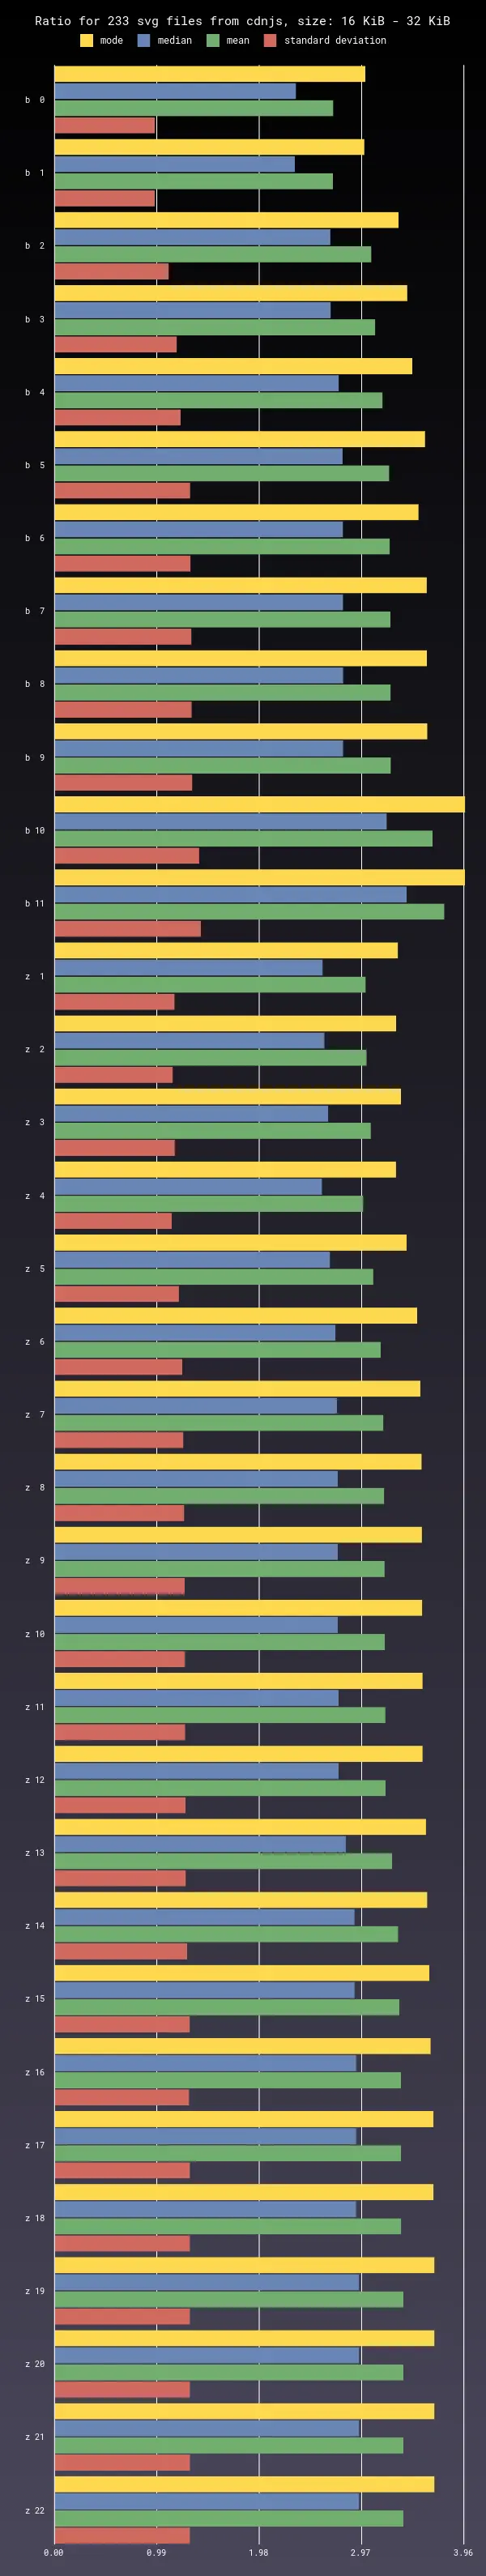 Ratio for 233 svg files from cdnjs, size: 16 KiB - 32 KiB
mode median mean standard deviation
b 0
b 1
b 2
b 3
b 4
b 5
b 6
b 7
b 8
b 9
b 10
b 11
z 1
z 2
z 3
z 4
z 5
z 6
z 7
z 8
z 9
z 10
z 11
z 12
z 13
z 14
z 15
z 16
z 17
z 18
z 19
z 20
z 21
z 22
0.00 0.99 1.98 2.97 3.96